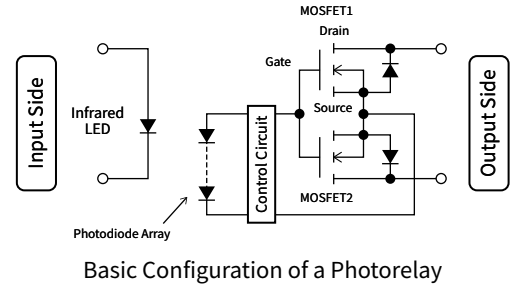 MOSFET1
Drain
Gate
Input Side
Infrared
LED
Source
Control Circuit
Output Side
MOSFET2
Photodiode Array
Basic Configuration of a Photorelay